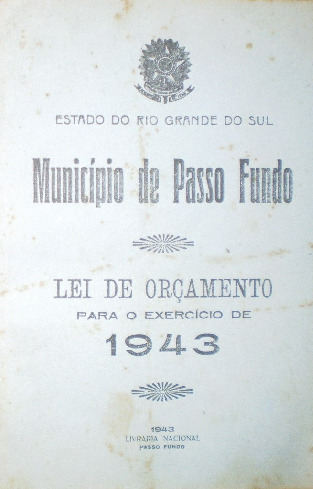 ESTADO DO RIO GRANDE DO SUL
Município de Passo Fundo
LEI DE ORÇAMENTO
PARA O EXERCÍCIO DE
1943
1943
LIVRARIA NACIONAL
PASSO FUNDO